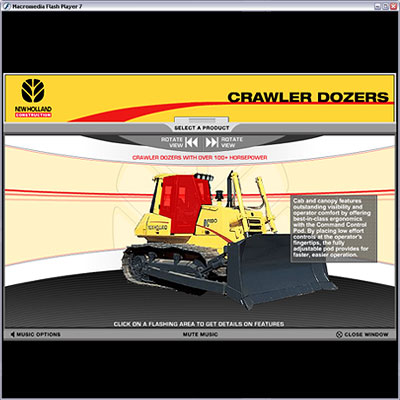 Macromedia Flash Player 7
NEW HOLLAND
CONSTRUCTION
CRAWLER DOZERS
SELECT A PRODUCT
ROTATE VIEW
ROTATE VIEW
CRAWLER DOZERS WITH OVER 100+ HORSEPOWER
Cab and canopy features
outstanding visibility and
operator comfort by offering
best-in-class ergonomics
with the Command Control
Pod. By placing low effort
controls at the operator's
fingertips, the fully
adjustable pod provides for
faster, easier operation.
CLICK ON A FLASHING AREA TO GET DETAILS ON FEATURES
MUSIC OPTIONS
MUTE MUSIC
CLOSE WINDOW